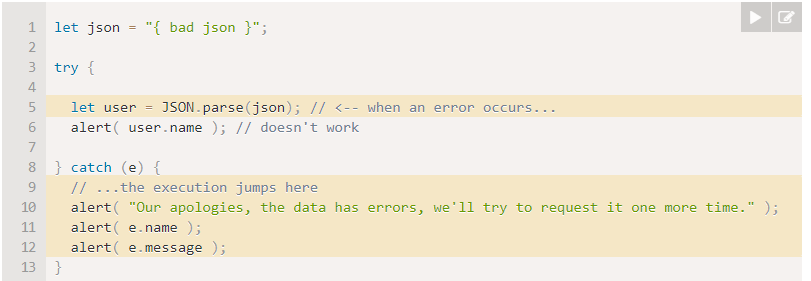 1 let json = "{ bad json }";
2
3 try {
4
5 let user = JSON.parse(json); // <-- when an error occurs...
6 alert( user.name ); // doesn't work
7
8 } catch (e) {
9 // ...the execution jumps here
10 alert( "Our apologies, the data has errors, we'll try to request it one more time." );
11 alert( e.name );
12 alert( e.message );
13 }